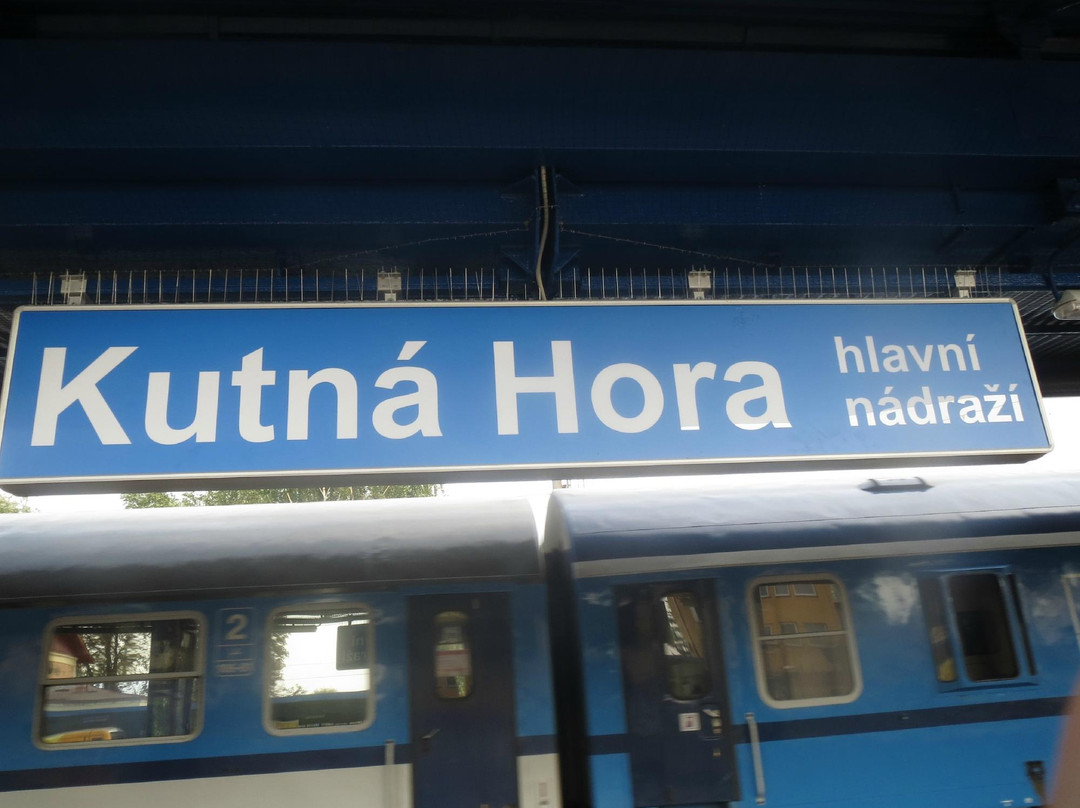 Kutná Hora
hlavní
nádraží
2